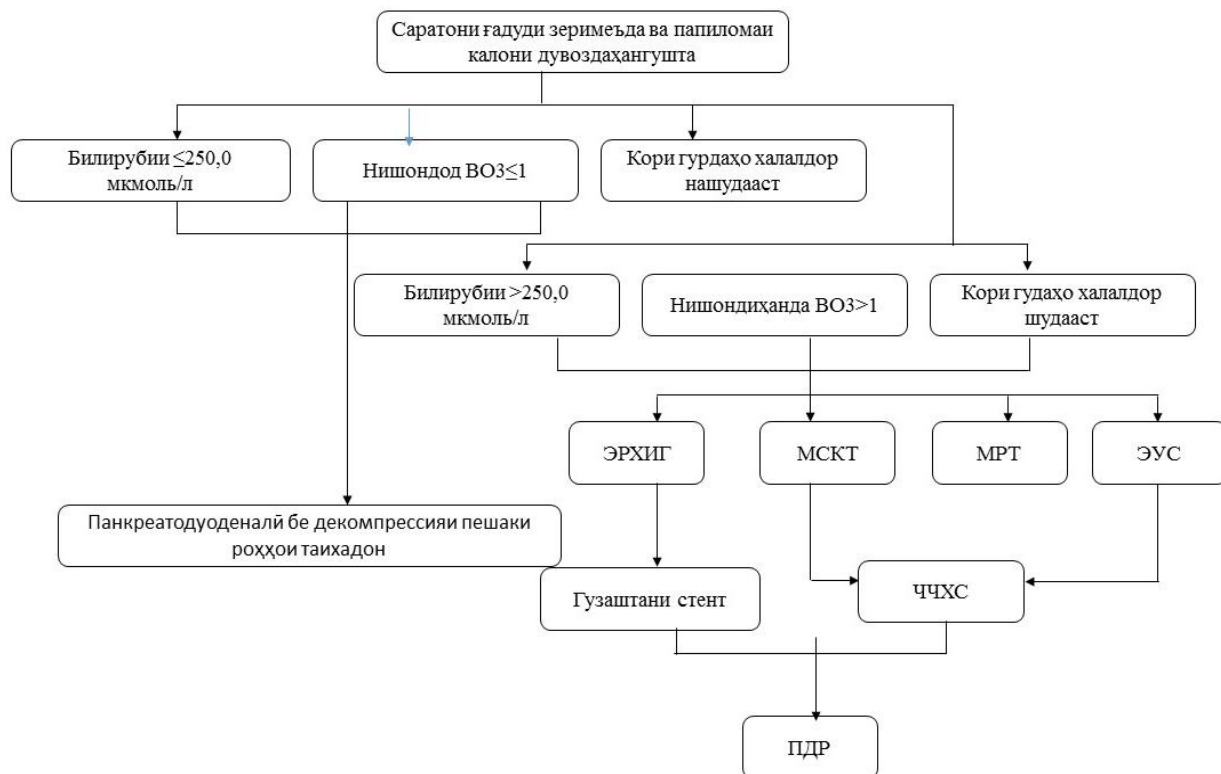 Саратони ғадуди зеримеъда ва папиломаи
калони дувоздаҳангушта
Билирубии ≤250,0
мкмоль/л
Нишондод ВО3≤1
Кори гурдаҳо халалдор
нашудааст
Билирубии >250,0
мкмоль/л
Нишондиҳанда ВО3>1
Кори гудаҳо халалдор
шудааст
ЭРХИГ
МСКТ
МРТ
ЭУС
Панкреатодуоденалӣ бе декомпрессияи пешаки
роҳҳои таихадон
Гузаштани стент
ЧЧХС
ПДР